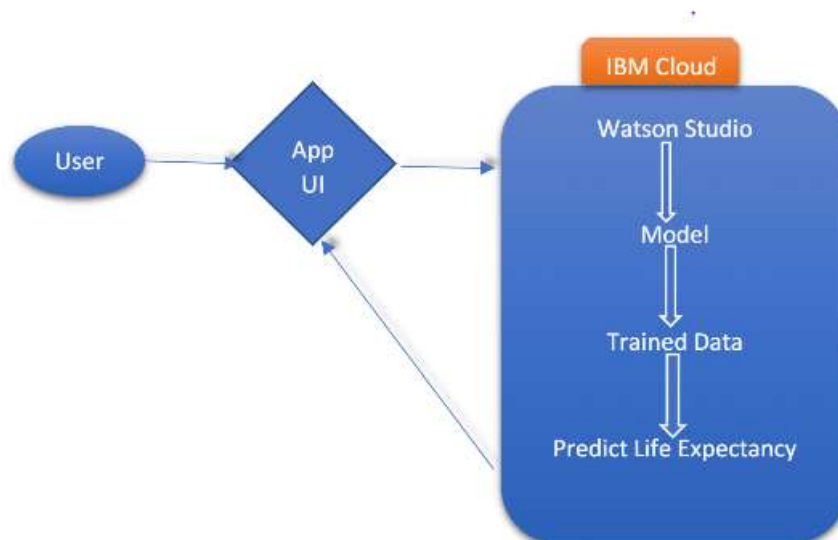 IBM Cloud
Watson Studio
User
App
UI
Model
Trained Data
Predict Life Expectancy